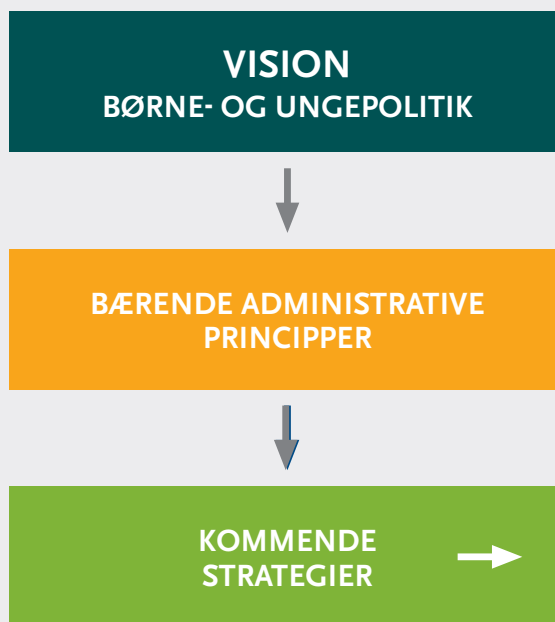 VISION
BØRNE- OG UNGEPOLITIK
BÆRENDE ADMINISTRATIVE
PRINCIPPER
KOMMENDE
STRATEGIER